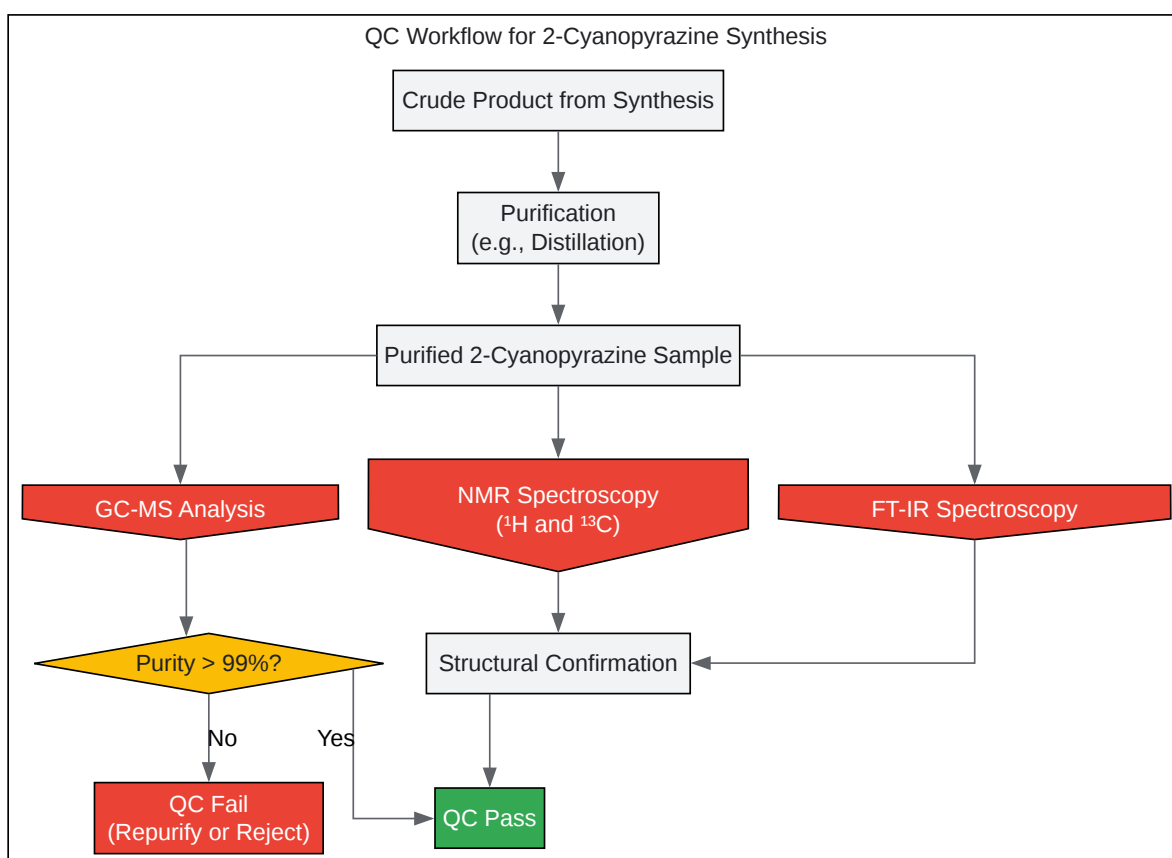 QC Workflow for 2-Cyanopyrazine Synthesis
Crude Product from Synthesis
Purification
(e.g., Distillation)
Purified 2-Cyanopyrazine Sample
GC-MS Analysis
NMR Spectroscopy
(¹H and ¹³C)
FT-IR Spectroscopy
Purity > 99%?
Structural Confirmation
No
Yes
QC Fail
(Repurify or Reject)
QC Pass